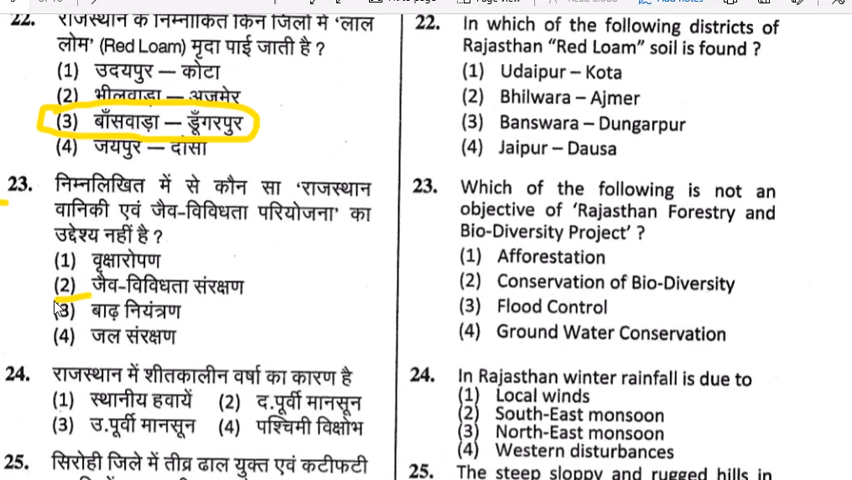 22. राजस्थान के निम्नांकित किन जिलों में 'लाल
लोम' (Red Loam) मृदा पाई जाती है ?
(1) उदयपुर — कोटा
(2) भीलवाड़ा — अजमेर
(3) बाँसवाड़ा — डूँगरपुर
(4) जयपुर — दौसा
23. निम्नलिखित में से कौन सा 'राजस्थान
वानिकी एवं जैव-विविधता परियोजना' का
उद्देश्य नहीं है ?
(1) वृक्षारोपण
(2) जैव-विविधता संरक्षण
(3) बाढ़ नियंत्रण
(4) जल संरक्षण
24. राजस्थान में शीतकालीन वर्षा का कारण है
(1) स्थानीय हवायें (2) द.पूर्वी मानसून
(3) उ.पूर्वी मानसून (4) पश्चिमी विक्षोभ
25. सिरोही जिले में तीव्र ढाल युक्त एवं कटीफटी
22. In which of the following districts of
Rajasthan “Red Loam” soil is found ?
(1) Udaipur – Kota
(2) Bhilwara – Ajmer
(3) Banswara – Dungarpur
(4) Jaipur – Dausa
23. Which of the following is not an
objective of ‘Rajasthan Forestry and
Bio-Diversity Project’ ?
(1) Afforestation
(2) Conservation of Bio-Diversity
(3) Flood Control
(4) Ground Water Conservation
24. In Rajasthan winter rainfall is due to
(1) Local winds
(2) South-East monsoon
(3) North-East monsoon
(4) Western disturbances
25. The steep sloppy and rugged hills in